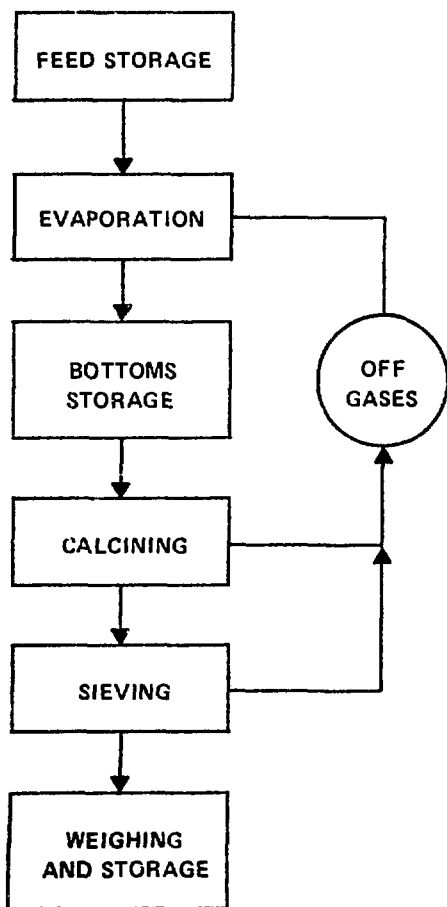 FEED STORAGE
EVAPORATION
BOTTOMS
STORAGE
OFF
GASES
CALCINING
SIEVING
WEIGHING
AND STORAGE